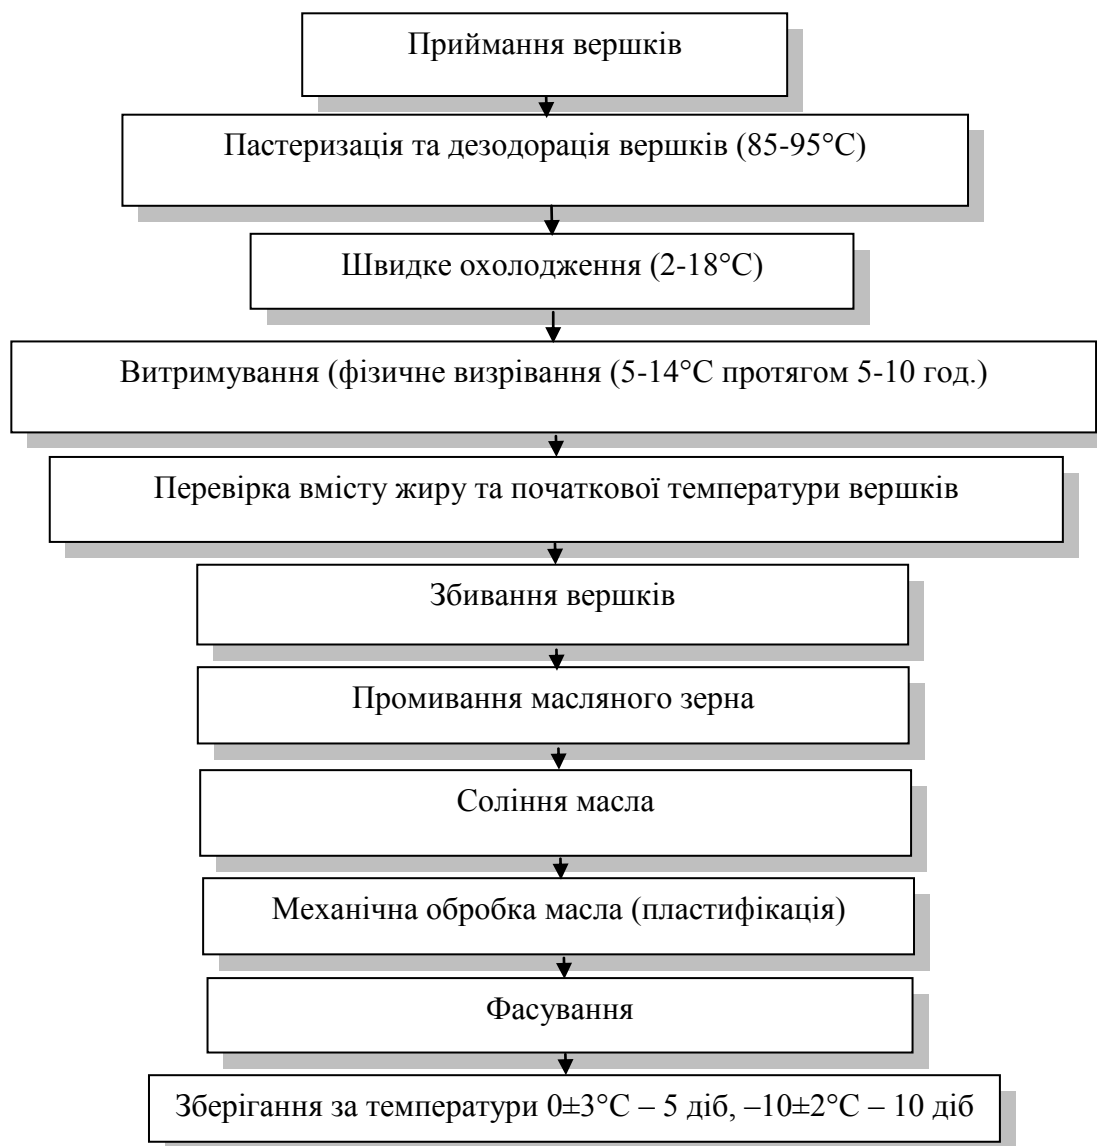 Приймання вершків
Пастеризація та дезодорація вершків (85-95°С)
Швидке охолодження (2-18°С)
Витримування (фізичне визрівання (5-14°С протягом 5-10 год.)
Перевірка вмісту жиру та початкової температури вершків
Збивання вершків
Промивання масляного зерна
Соління масла
Механічна обробка масла (пластифікація)
Фасування
Зберігання за температури 0±3°С – 5 діб, –10±2°С – 10 діб